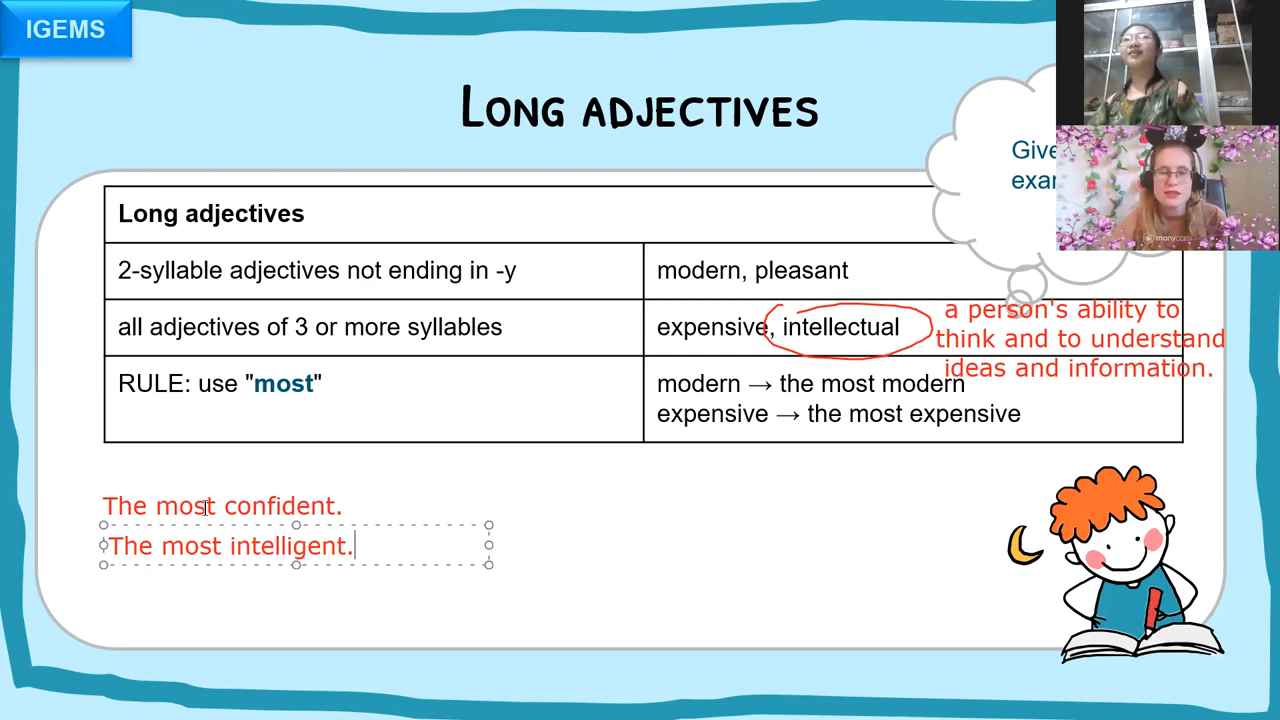 IGEMS
LONG ADJECTIVES
Give
Long adjectives
2-syllable adjectives not ending in -y
modern, pleasant
all adjectives of 3 or more syllables
expensive, intellectual
a person's ability to
think and to understand
ideas and information.
RULE: use "most"
modern → the most modern
expensive → the most expensive
The most confident.
The most intelligent.
manycam